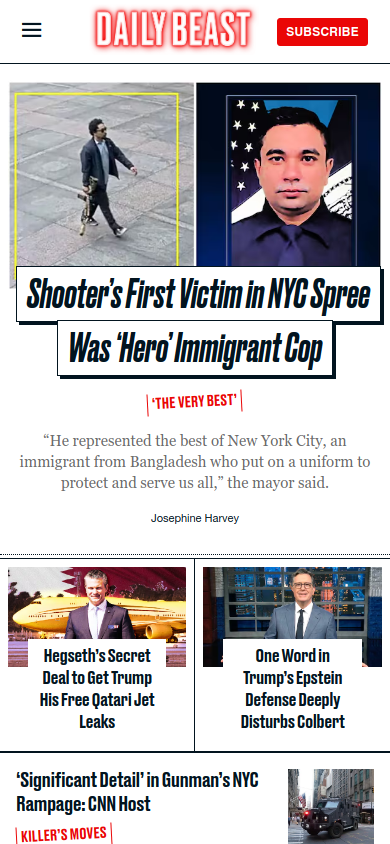 DAILY BEAST
SUBSCRIBE
Shooter’s First Victim in NYC Spree
Was ‘Hero’ Immigrant Cop
‘THE VERY BEST’
“He represented the best of New York City, an
immigrant from Bangladesh who put on a uniform to
protect and serve us all,” the mayor said.
Josephine Harvey
Hegseth’s Secret
Deal to Get Trump
His Free Qatari Jet
Leaks
One Word in
Trump’s Epstein
Defense Deeply
Disturbs Colbert
‘Significant Detail’ in Gunman’s NYC
Rampage: CNN Host
KILLER’S MOVES